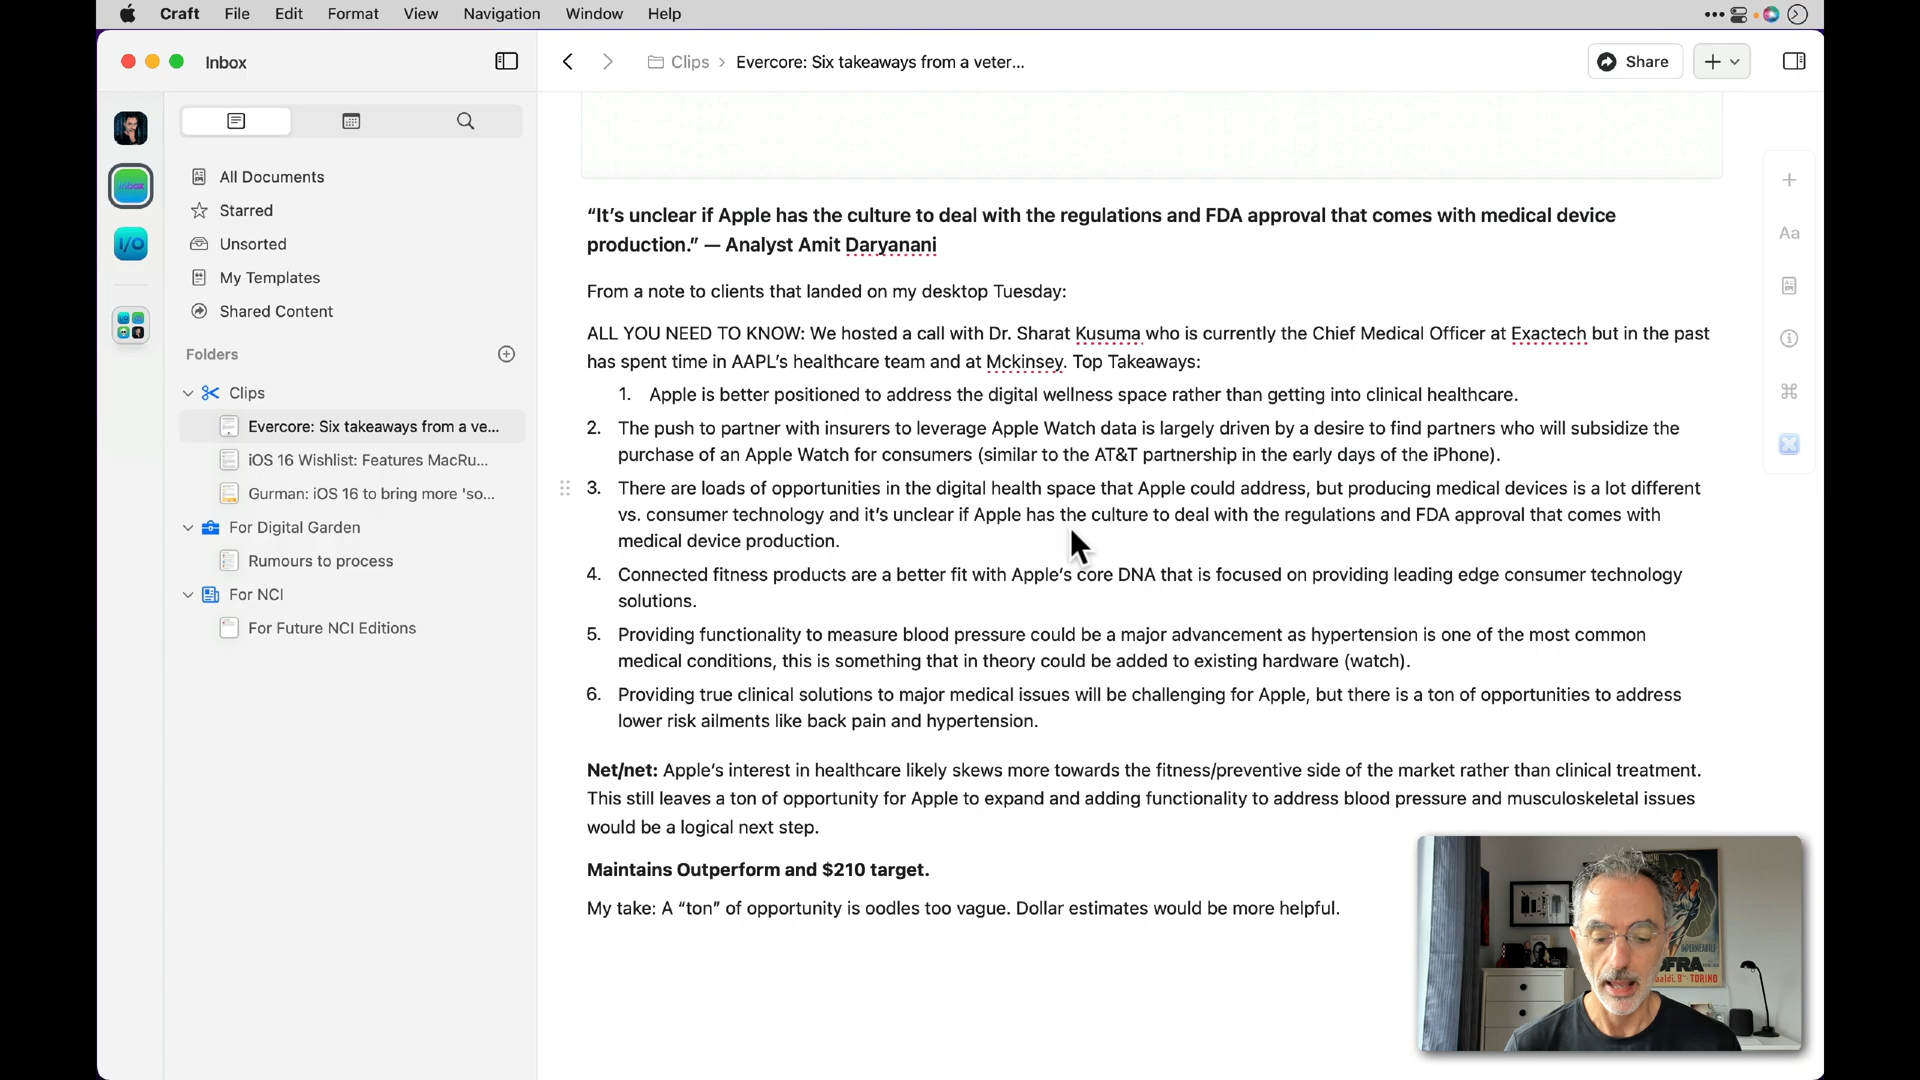 Craft File Edit Format View Navigation Window Help
Inbox
Clips > Evercore: Six takeaways from a veter...
Share
Inbox
I/O
All Documents
Starred
Unsorted
My Templates
Shared Content
Folders
Clips
Evercore: Six takeaways from a ve...
iOS 16 Wishlist: Features MacRu...
Gurman: iOS 16 to bring more 'so...
For Digital Garden
Rumours to process
For NCI
For Future NCI Editions
“It’s unclear if Apple has the culture to deal with the regulations and FDA approval that comes with medical device
production.” — Analyst Amit Daryanani
From a note to clients that landed on my desktop Tuesday:
ALL YOU NEED TO KNOW: We hosted a call with Dr. Sharat Kusuma who is currently the Chief Medical Officer at Exactech but in the past
has spent time in AAPL’s healthcare team and at Mckinsey. Top Takeaways:
1. Apple is better positioned to address the digital wellness space rather than getting into clinical healthcare.
2. The push to partner with insurers to leverage Apple Watch data is largely driven by a desire to find partners who will subsidize the
purchase of an Apple Watch for consumers (similar to the AT&T partnership in the early days of the iPhone).
3. There are loads of opportunities in the digital health space that Apple could address, but producing medical devices is a lot different
vs. consumer technology and it’s unclear if Apple has the culture to deal with the regulations and FDA approval that comes with
medical device production.
4. Connected fitness products are a better fit with Apple’s core DNA that is focused on providing leading edge consumer technology
solutions.
5. Providing functionality to measure blood pressure could be a major advancement as hypertension is one of the most common
medical conditions, this is something that in theory could be added to existing hardware (watch).
6. Providing true clinical solutions to major medical issues will be challenging for Apple, but there is a ton of opportunities to address
lower risk ailments like back pain and hypertension.
Net/net: Apple’s interest in healthcare likely skews more towards the fitness/preventive side of the market rather than clinical treatment.
This still leaves a ton of opportunity for Apple to expand and adding functionality to address blood pressure and musculoskeletal issues
would be a logical next step.
Maintains Outperform and $210 target.
My take: A “ton” of opportunity is oodles too vague. Dollar estimates would be more helpful.
Aa
IMPERMEABILI
TORINO